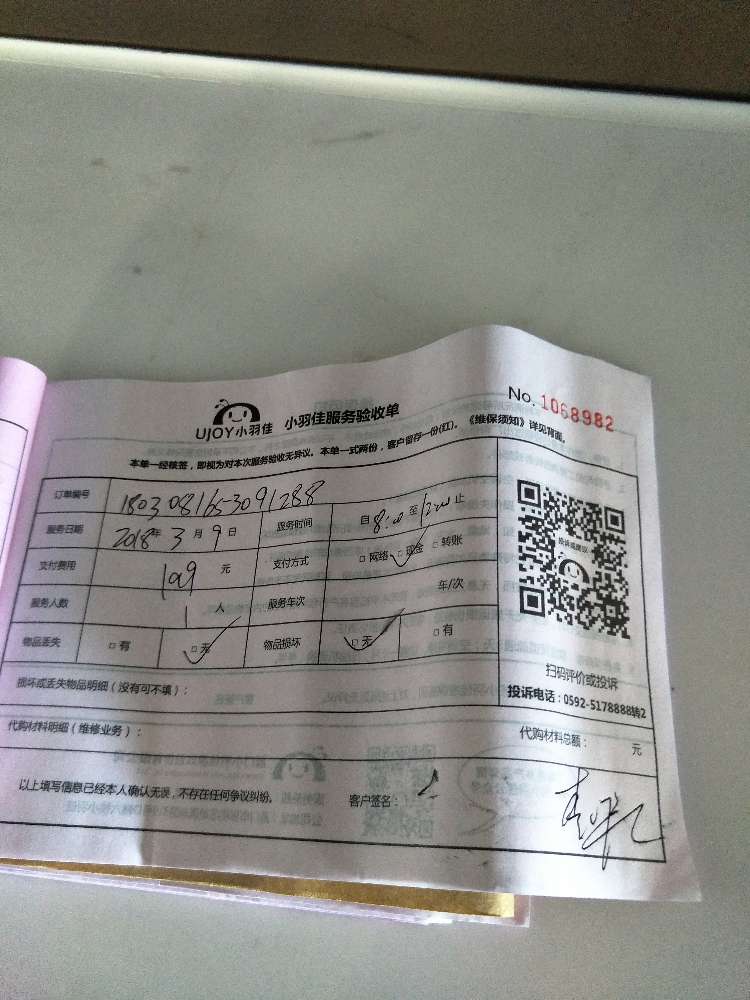 No. 1068982
UJOY小羽佳 小羽佳服务验收单
本单一经核签,即视为对本次服务验收无异议。本单一式两份,客户留存一份(红)。《维保须知》详见背面。
订单编号 1803081653091288
服务日期 2018年 3 月 9 日 服务时间 自 8:00 至 12:00 止
支付费用 109 元 支付方式 □ 网络 □ 现金 □ 转账
服务人数 1 人 服务车次 车/次
物品丢失 □ 有 □ 无 物品损坏 □ 无 □ 有
投诉或建议
扫码评价或投诉
投诉电话:0592-5178888转2
损坏或丢失物品明细(没有可不填):
代购材料明细(维修业务): 代购材料总额: 元
以上填写信息已经本人确认无误,不存在任何争议纠纷。 客户签名: